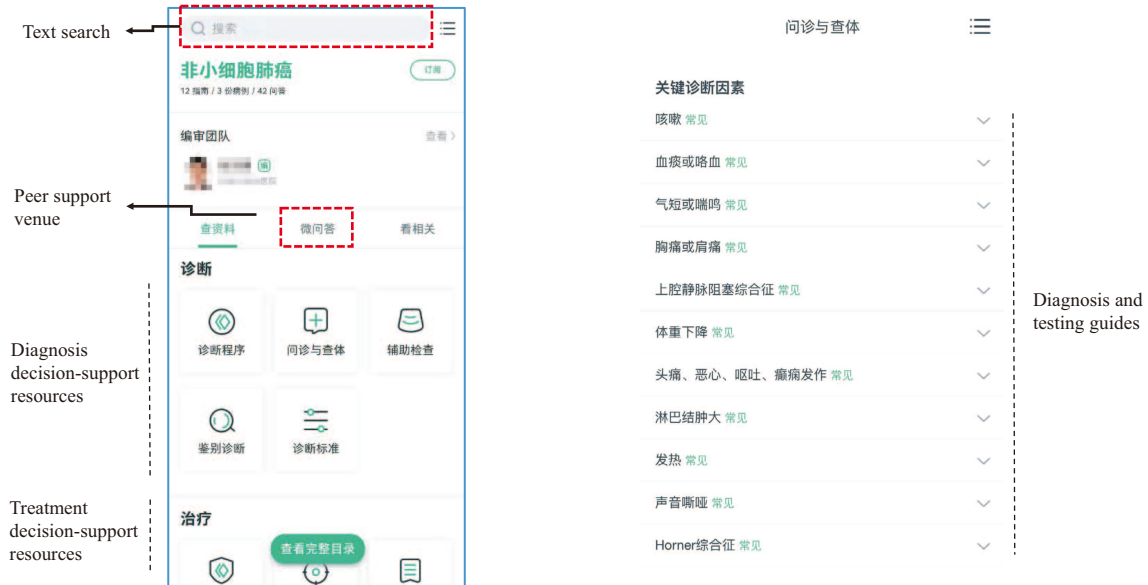 Text search
搜索
非小细胞肺癌
订阅
12 指南 / 3 份病例 / 42 问答
编审团队
查看
编
医院
Peer support
venue
查资料
微问答
看相关
诊断
Diagnosis
decision-support
resources
诊断程序
问诊与查体
辅助检查
鉴别诊断
诊断标准
Treatment
decision-support
resources
治疗
查看完整目录
问诊与查体
关键诊断因素
咳嗽 常见
血痰或咯血 常见
气短或喘鸣 常见
胸痛或肩痛 常见
上腔静脉阻塞综合征 常见
体重下降 常见
头痛、恶心、呕吐、癫痫发作 常见
淋巴结肿大 常见
发热 常见
声音嘶哑 常见
Horner综合征 常见
Diagnosis and
testing guides